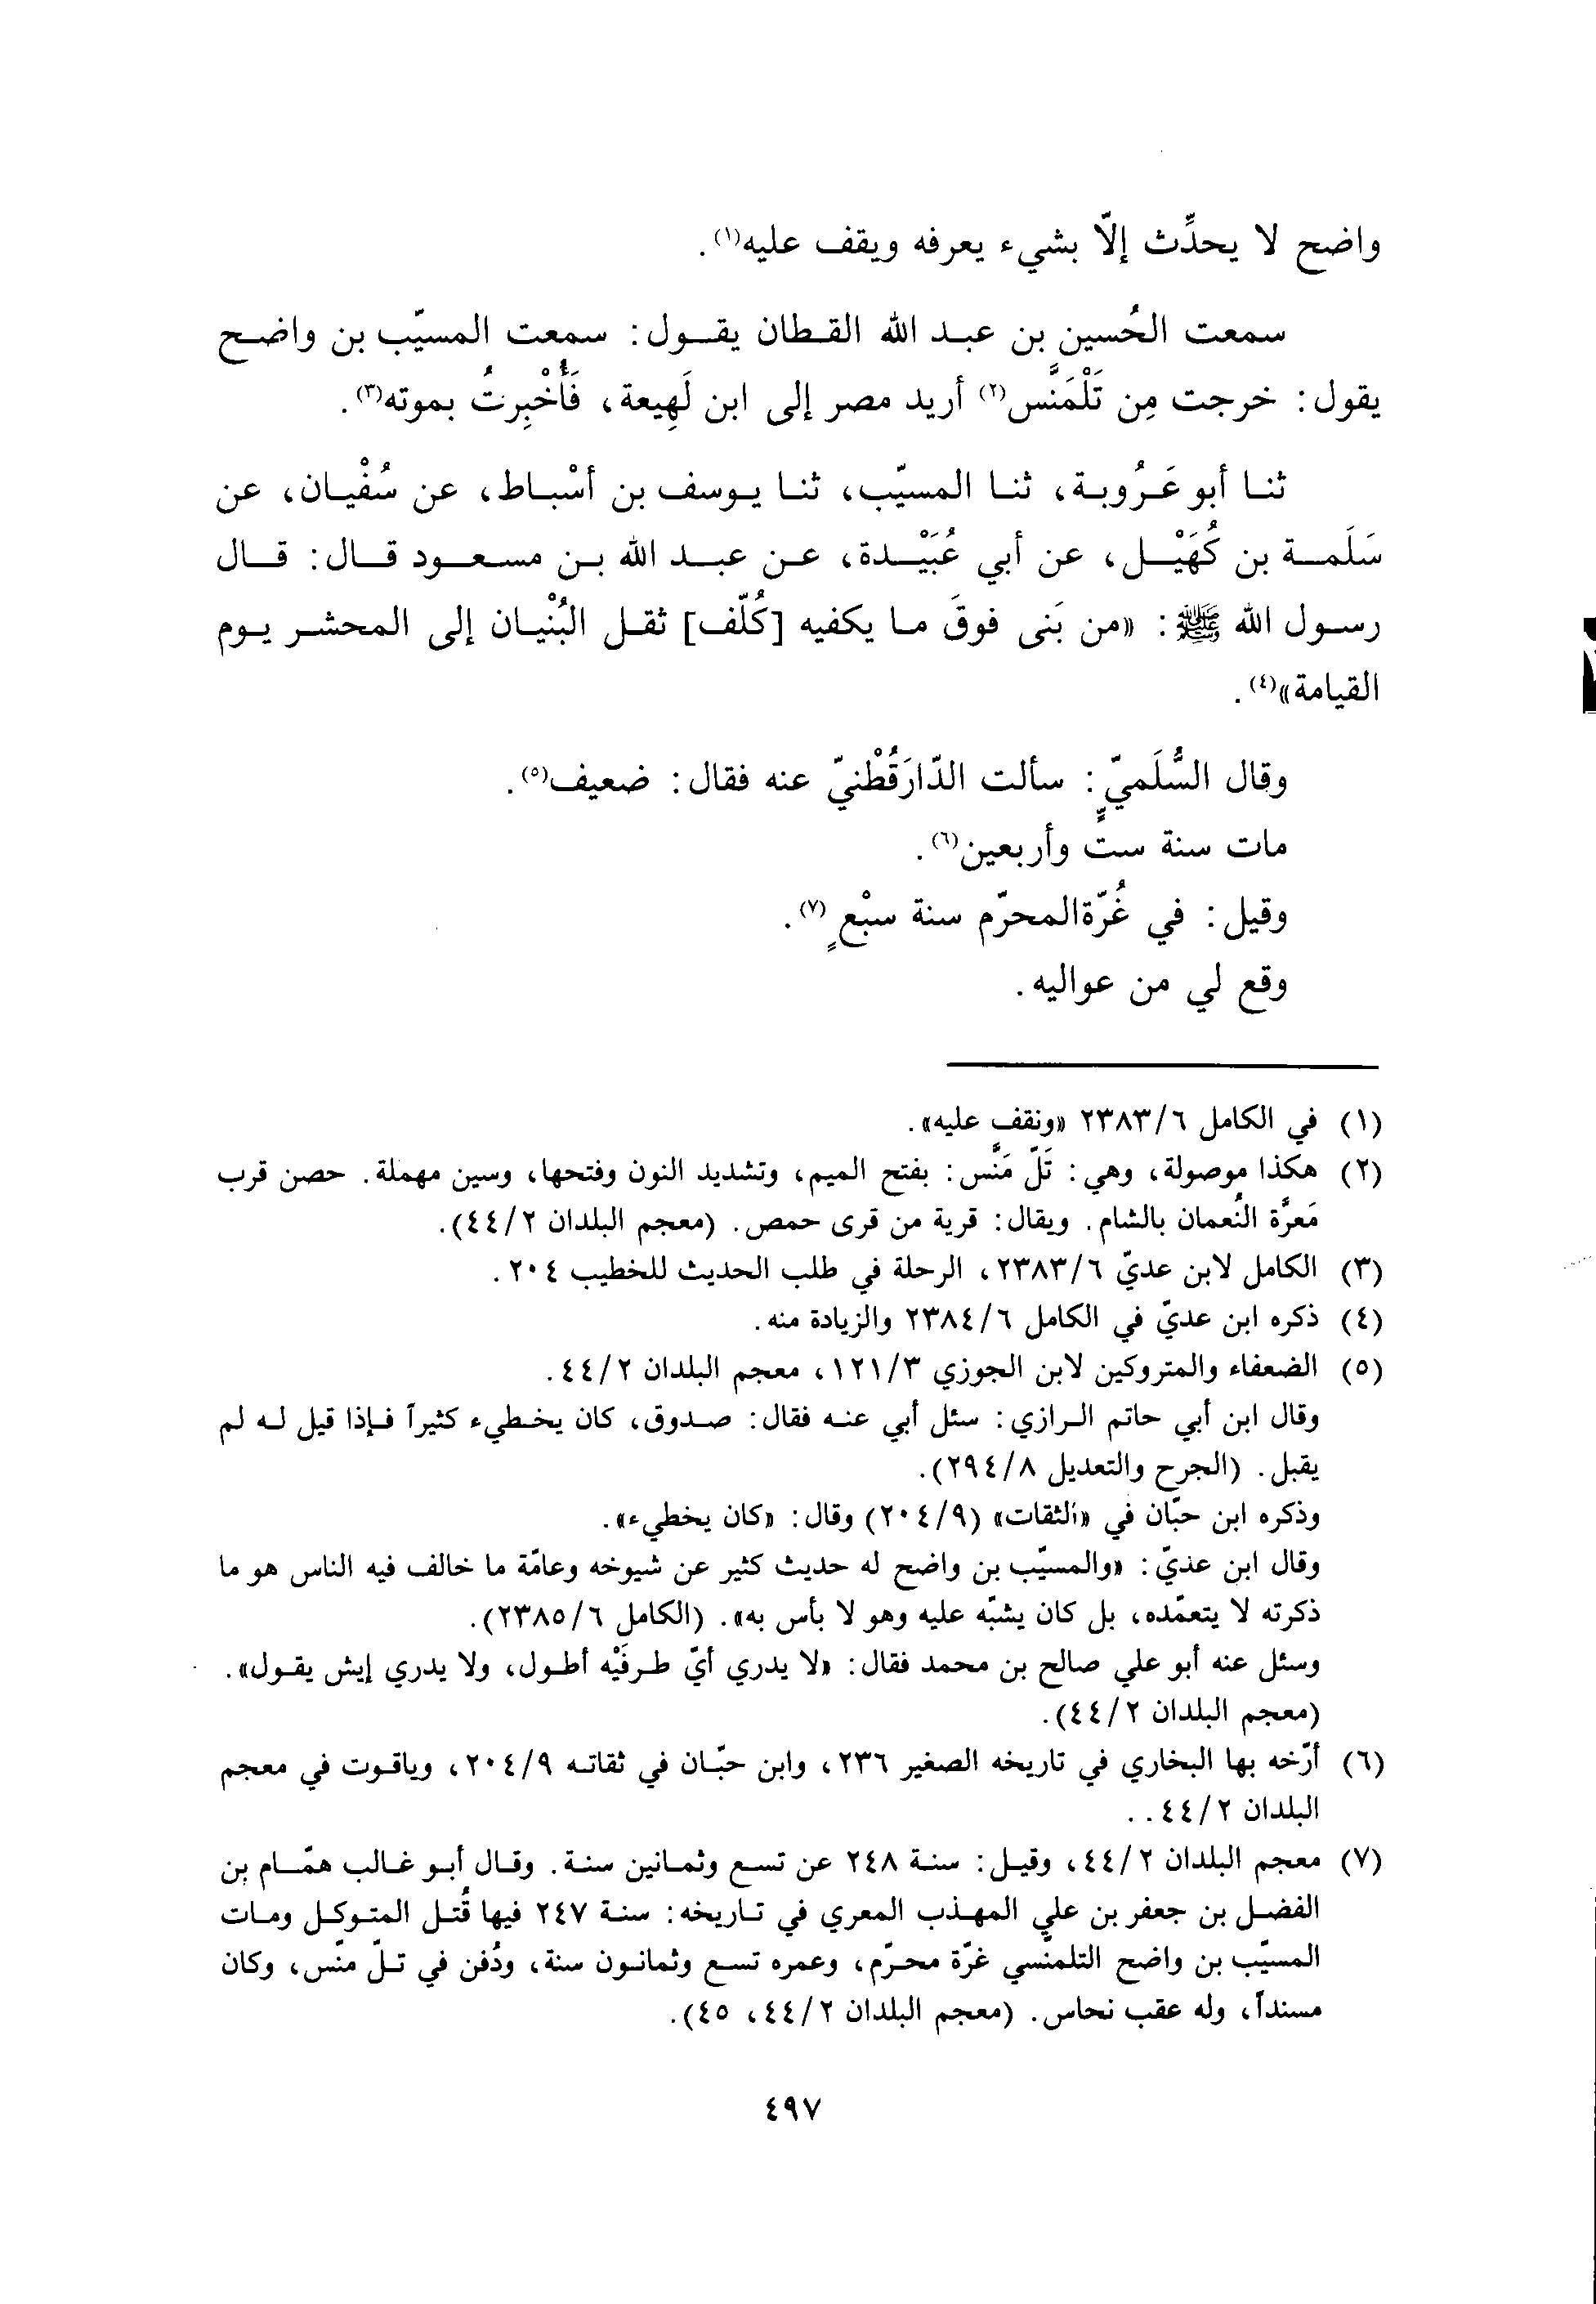 واضح لا يحدِّث إلّا بشيء يعرفه ويقف عليه(١).
سمعت الحُسين بن عبد الله القطان يقول: سمعت المسيّب بن واضح
يقول: خرجت مِن تَلْمَنَّس(٢) أريد مصر إلى ابن لَهِيعة، فَأُخْبِرتُ بموته(٣).
ثنا أبو عَرُوبة، ثنا المسيّب، ثنا يوسف بن أسْباط، عن سُفْيان، عن
سَلَمة بن كُهَيْل، عن أبي عُبَيْدة، عن عبد الله بن مسعود قال: قال
رسول الله ﷺ: «من بَنى فوقَ ما يكفيه [كُلّف] ثقل البُنْيان إلى المحشر يوم
القيامة»(٤).
وقال السُّلَميّ: سألت الدّارَقُطْنيّ عنه فقال: ضعيف(٥).
مات سنة ستٍّ وأربعين(٦).
وقيل: في غُرّةالمحرّم سنة سبْعٍ(٧).
وقع لي من عواليه.
(١) في الكامل ٢٣٨٣/٦ «ونقف عليه».
(٢) هكذا موصولة، وهي: تَلّ مَنَّس: بفتح الميم، وتشديد النون وفتحها، وسين مهملة. حصن قرب
مَعرَّة النُعمان بالشام. ويقال: قرية من قرى حمص. (معجم البلدان ٤٤/٢).
(٣) الكامل لابن عديّ ٢٣٨٣/٦، الرحلة في طلب الحديث للخطيب ٢٠٤.
(٤) ذكره ابن عديّ في الكامل ٢٣٨٤/٦ والزيادة منه.
(٥) الضعفاء والمتروكين لابن الجوزي ١٢١/٣، معجم البلدان ٤٤/٢.
وقال ابن أبي حاتم الرازي: سئل أبي عنه فقال: صدوق، كان يخطيء كثيراً فإذا قيل له لم
يقبل. (الجرح والتعديل ٢٩٤/٨).
وذكره ابن حبّان في «الثقات» (٢٠٤/٩) وقال: «كان يخطيء».
وقال ابن عديّ: «والمسيّب بن واضح له حديث كثير عن شيوخه وعامّة ما خالف فيه الناس هو ما
ذكرته لا يتعمّده، بل كان يشبّه عليه وهو لا بأس به». (الكامل ٢٣٨٥/٦).
وسئل عنه أبو علي صالح بن محمد فقال: «لا يدري أيّ طرفَيْه أطول، ولا يدري إيش يقول».
(معجم البلدان ٤٤/٢).
(٦) أرّخه بها البخاري في تاريخه الصغير ٢٣٦، وابن حبّان في ثقاته ٢٠٤/٩، وياقوت في معجم
البلدان ٤٤/٢..
(٧) معجم البلدان ٤٤/٢، وقيل: سنة ٢٤٨ عن تسع وثمانين سنة. وقال أبو غالب همّام بن
الفضل بن جعفر بن علي المهذب المعري في تاريخه: سنة ٢٤٧ فيها قُتل المتوكل ومات
المسيّب بن واضح التلمنّسي غرّة محرّم، وعمره تسع وثمانون سنة، ودُفن في تلّ منّس، وكان
مسنداً، وله عقب نحاس. (معجم البلدان ٤٤/٢، ٤٥).
٤٩٧